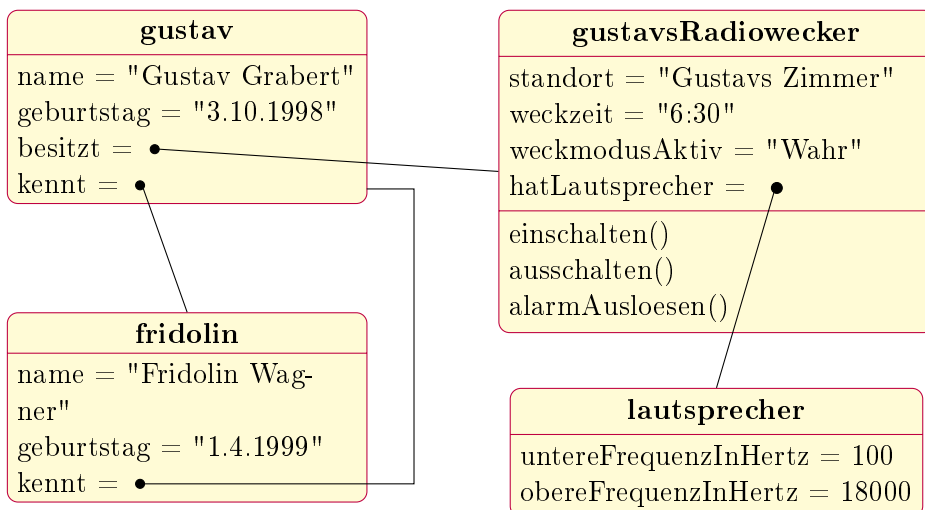 gustav
name = "Gustav Grabert"
geburtstag = "3.10.1998"
besitzt =
kennt =
gustavsRadiowecker
standort = "Gustavs Zimmer"
weckzeit = "6:30"
weckmodusAktiv = "Wahr"
hatLautsprecher =
einschalten()
ausschalten()
alarmAusloesen()
fridolin
name = "Fridolin Wag-
ner"
geburtstag = "1.4.1999"
kennt =
lautsprecher
untereFrequenzInHertz = 100
obereFrequenzInHertz = 18000